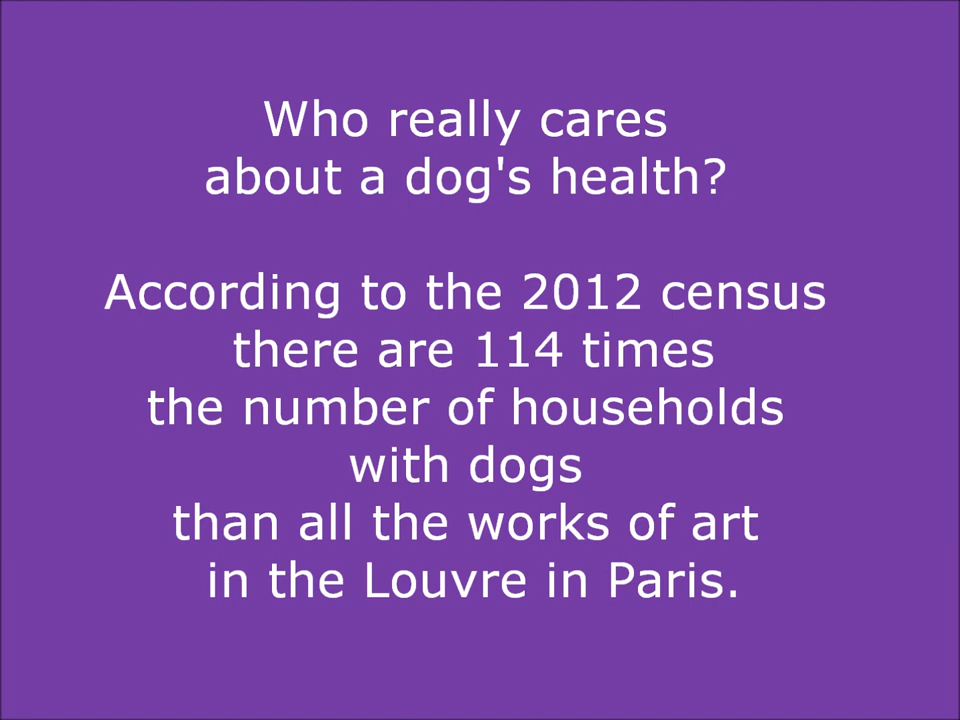 Who really cares
about a dog's health?
According to the 2012 census
there are 114 times
the number of households
with dogs
than all the works of art
in the Louvre in Paris.